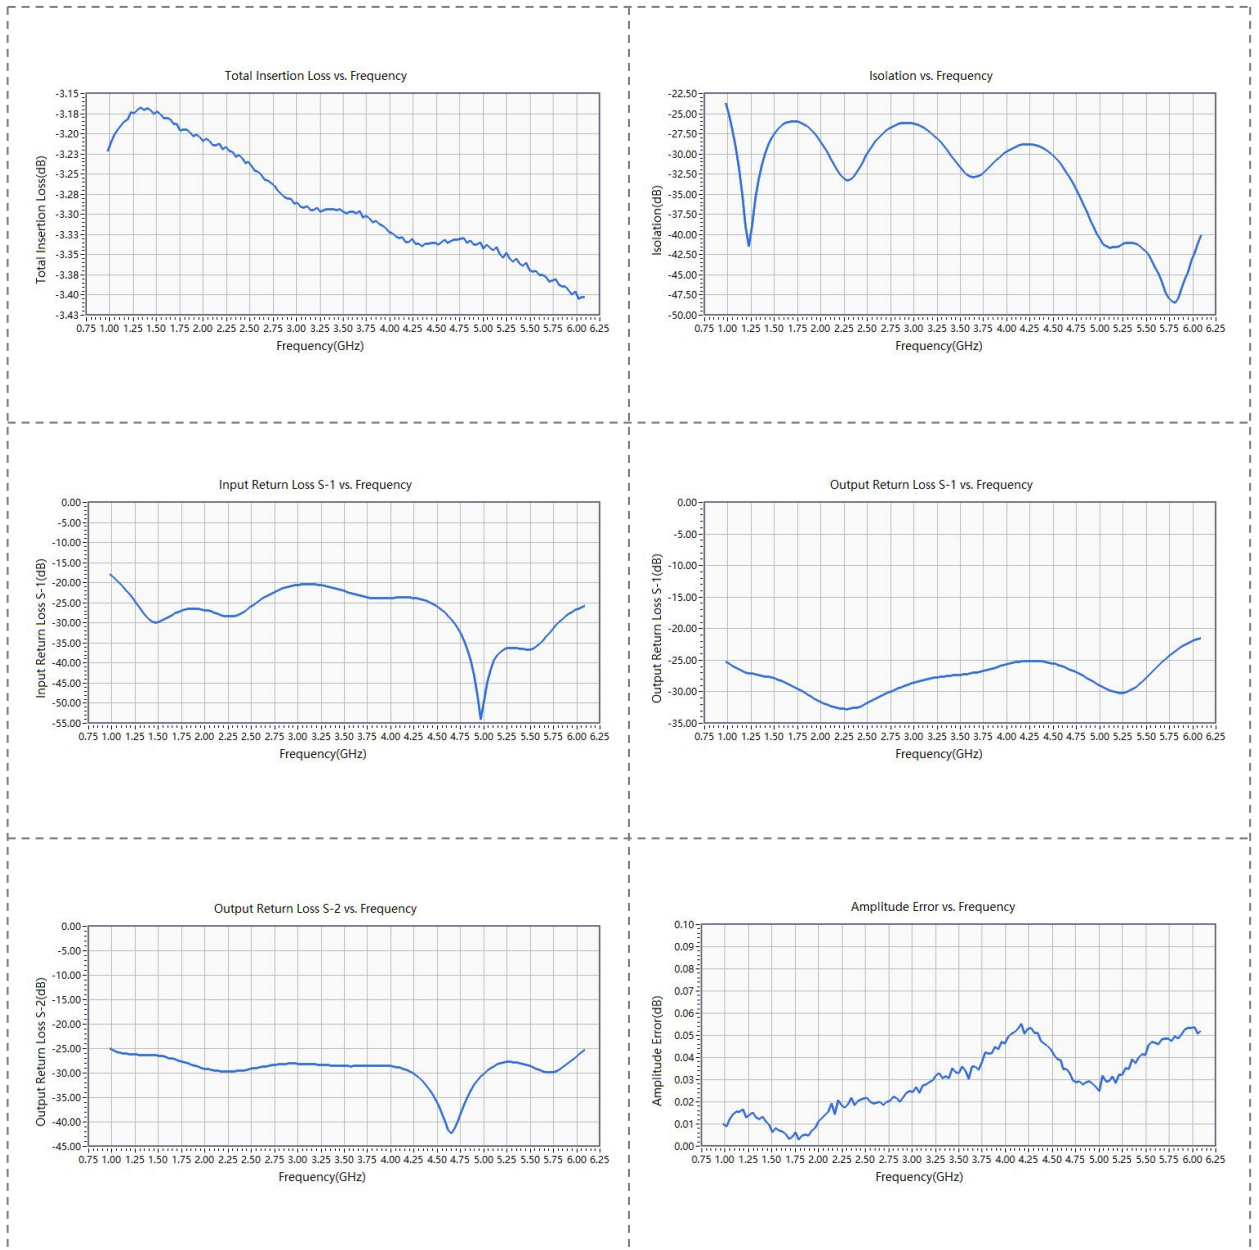 Total Insertion Loss vs. Frequency
Total Insertion Loss(dB)
-3.15
-3.18
-3.20
-3.23
-3.25
-3.28
-3.30
-3.33
-3.35
-3.38
-3.40
-3.43
0.75 1.00 1.25 1.50 1.75 2.00 2.25 2.50 2.75 3.00 3.25 3.50 3.75 4.00 4.25 4.50 4.75 5.00 5.25 5.50 5.75 6.00 6.25
Frequency(GHz)
Isolation vs. Frequency
Isolation(dB)
-22.50
-25.00
-27.50
-30.00
-32.50
-35.00
-37.50
-40.00
-42.50
-45.00
-47.50
-50.00
0.75 1.00 1.25 1.50 1.75 2.00 2.25 2.50 2.75 3.00 3.25 3.50 3.75 4.00 4.25 4.50 4.75 5.00 5.25 5.50 5.75 6.00 6.25
Frequency(GHz)
Input Return Loss S-1 vs. Frequency
Input Return Loss S-1(dB)
0.00
-5.00
-10.00
-15.00
-20.00
-25.00
-30.00
-35.00
-40.00
-45.00
-50.00
-55.00
0.75 1.00 1.25 1.50 1.75 2.00 2.25 2.50 2.75 3.00 3.25 3.50 3.75 4.00 4.25 4.50 4.75 5.00 5.25 5.50 5.75 6.00 6.25
Frequency(GHz)
Output Return Loss S-1 vs. Frequency
Output Return Loss S-1(dB)
0.00
-5.00
-10.00
-15.00
-20.00
-25.00
-30.00
-35.00
0.75 1.00 1.25 1.50 1.75 2.00 2.25 2.50 2.75 3.00 3.25 3.50 3.75 4.00 4.25 4.50 4.75 5.00 5.25 5.50 5.75 6.00 6.25
Frequency(GHz)
Output Return Loss S-2 vs. Frequency
Output Return Loss S-2(dB)
0.00
-5.00
-10.00
-15.00
-20.00
-25.00
-30.00
-35.00
-40.00
-45.00
0.75 1.00 1.25 1.50 1.75 2.00 2.25 2.50 2.75 3.00 3.25 3.50 3.75 4.00 4.25 4.50 4.75 5.00 5.25 5.50 5.75 6.00 6.25
Frequency(GHz)
Amplitude Error vs. Frequency
Amplitude Error(dB)
0.10
0.09
0.08
0.07
0.06
0.05
0.04
0.03
0.02
0.01
0.00
0.75 1.00 1.25 1.50 1.75 2.00 2.25 2.50 2.75 3.00 3.25 3.50 3.75 4.00 4.25 4.50 4.75 5.00 5.25 5.50 5.75 6.00 6.25
Frequency(GHz)